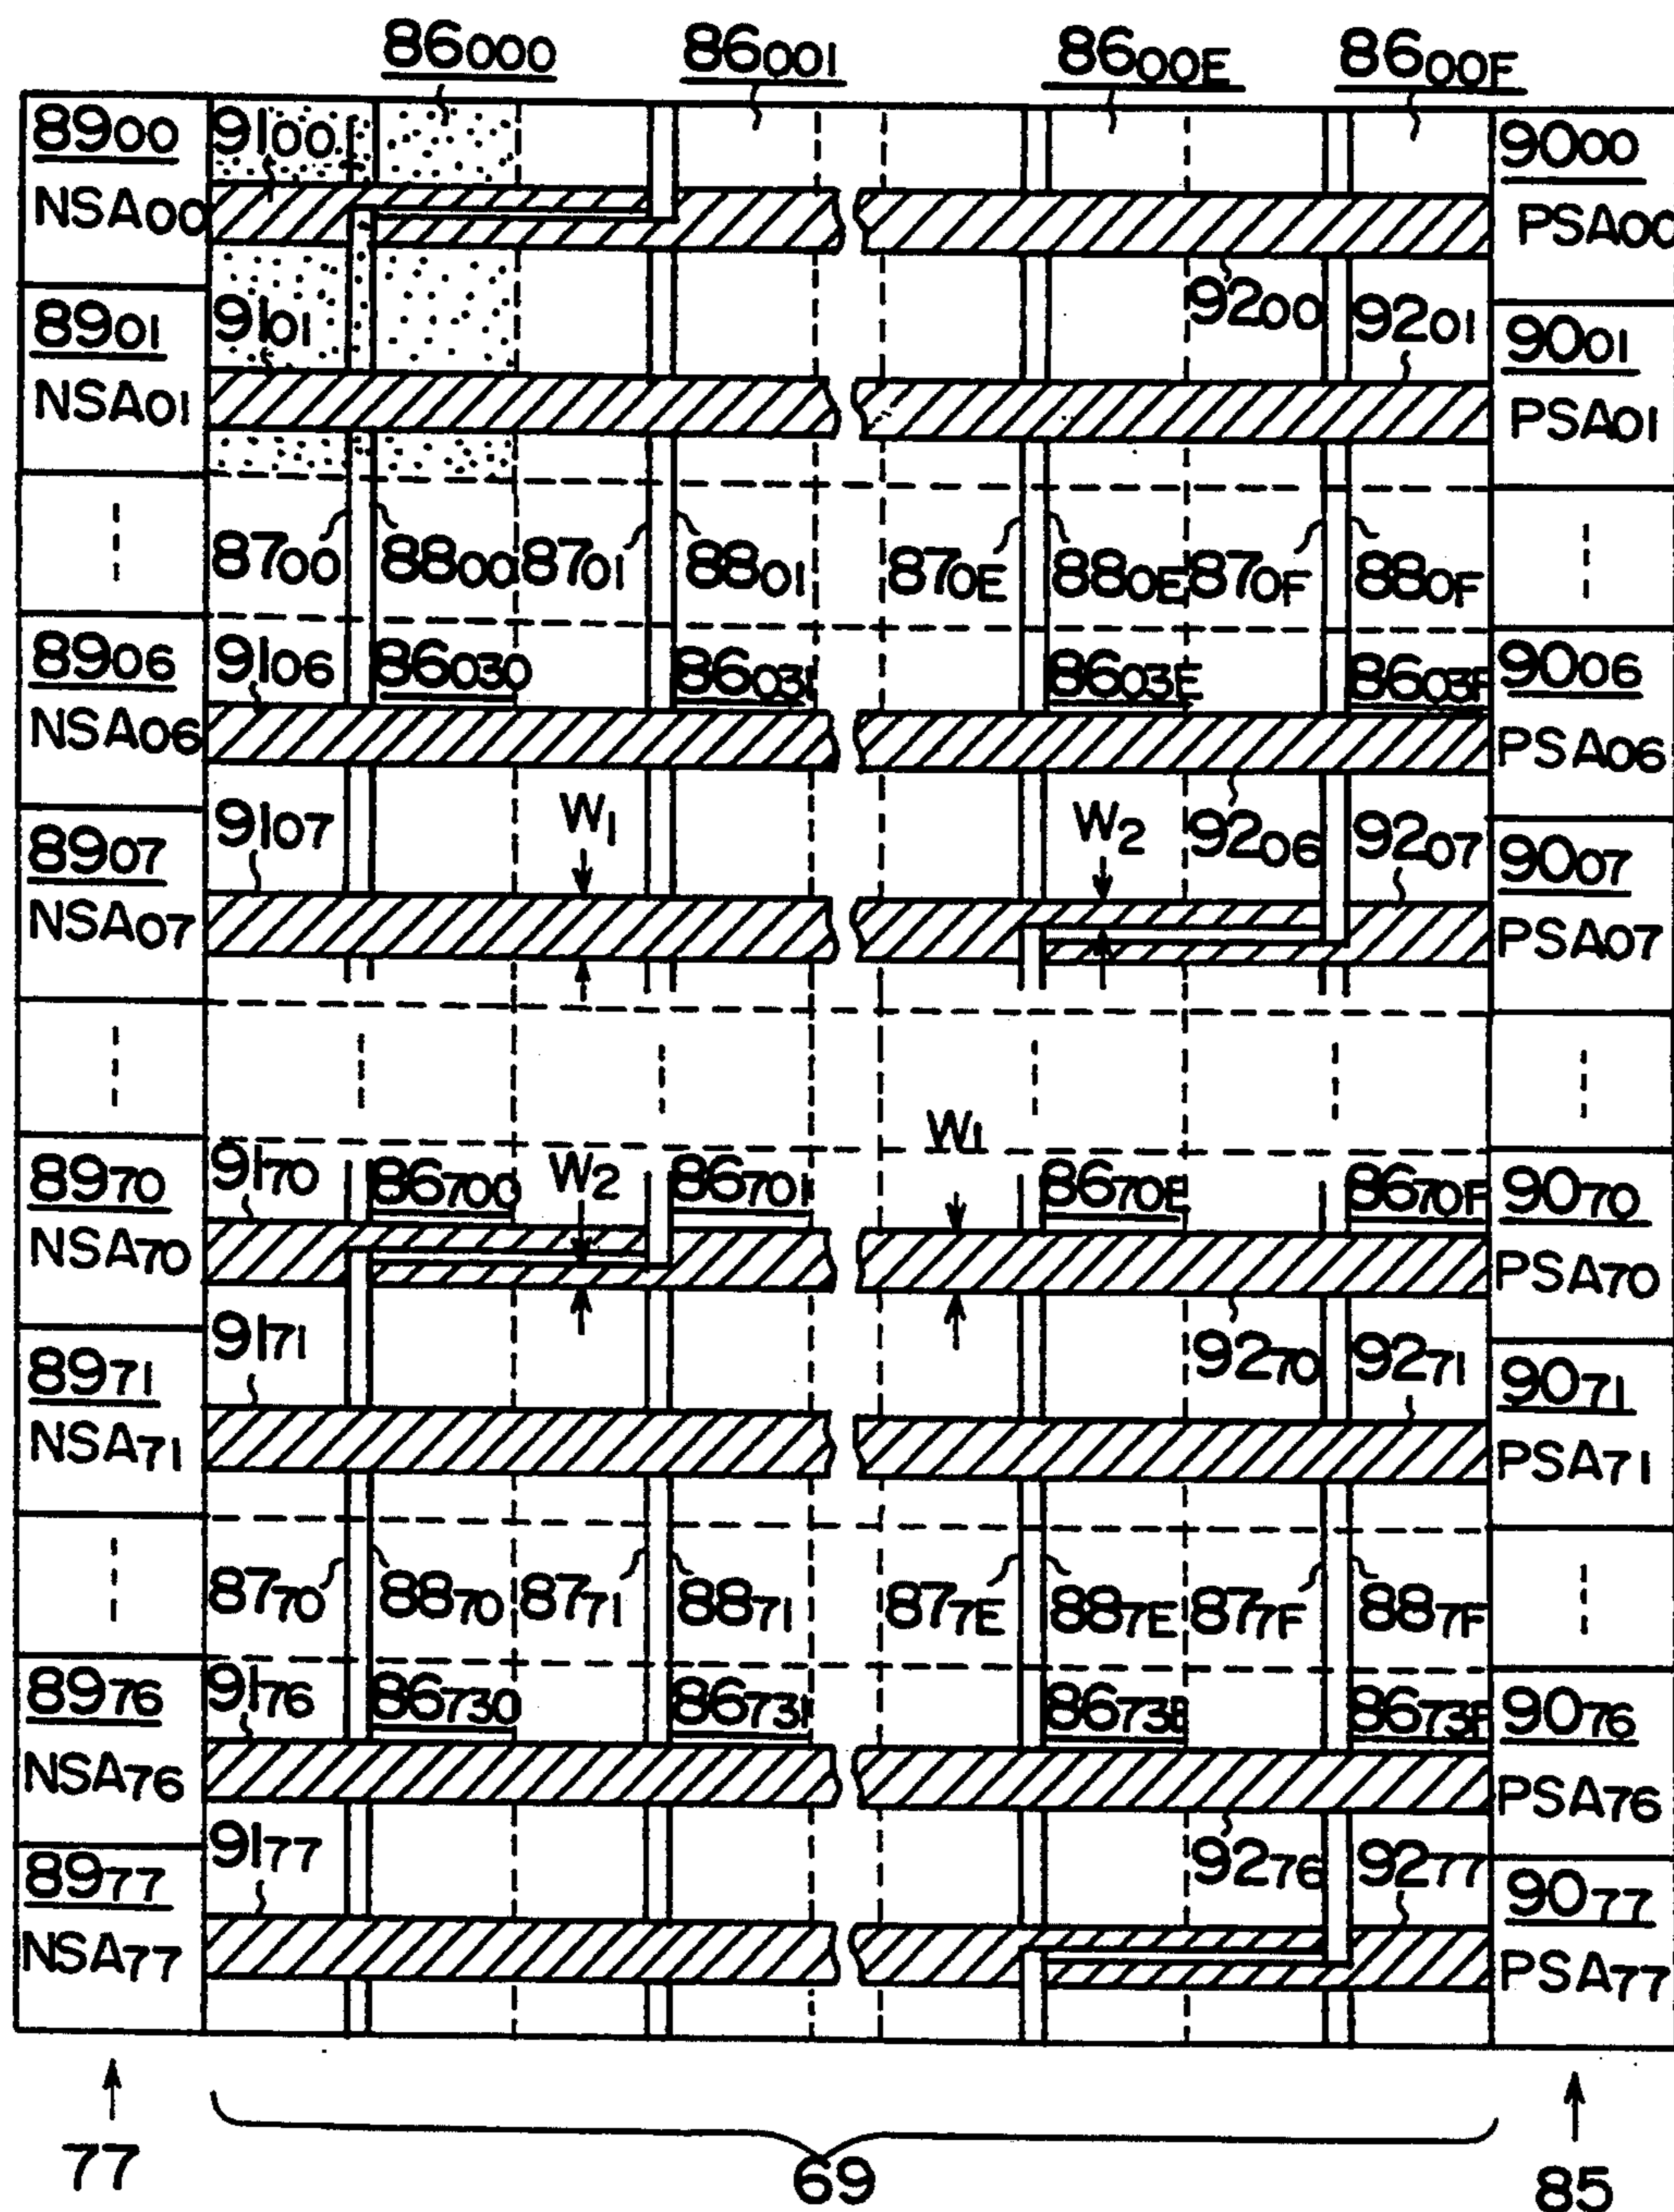 86000 86001 8600E 8600F
8900 9100 9000
NSA00 PSA00
9200 9201
8901 9101 9001
NSA01 PSA01
8700 8800 8701 8801 870E 880E 870F 880F
8906 9106 86030 86031 8603E 8603F 9006
NSA06 PSA06
8907 9107 W1 W2 9206 9207 9007
NSA07 PSA07
W1
8970 9170 86700 W2 86701 8670E 8670F 9070
NSA70 PSA70
8971 9171 9270 9271 9071
NSA71 PSA71
8770 8870 8771 8871 877E 887E 877F 887F
8976 9176 86730 86731 8673E 8673F 9076
NSA76 PSA76
8977 9177 9276 9277 9077
NSA77 PSA77
77 69 85